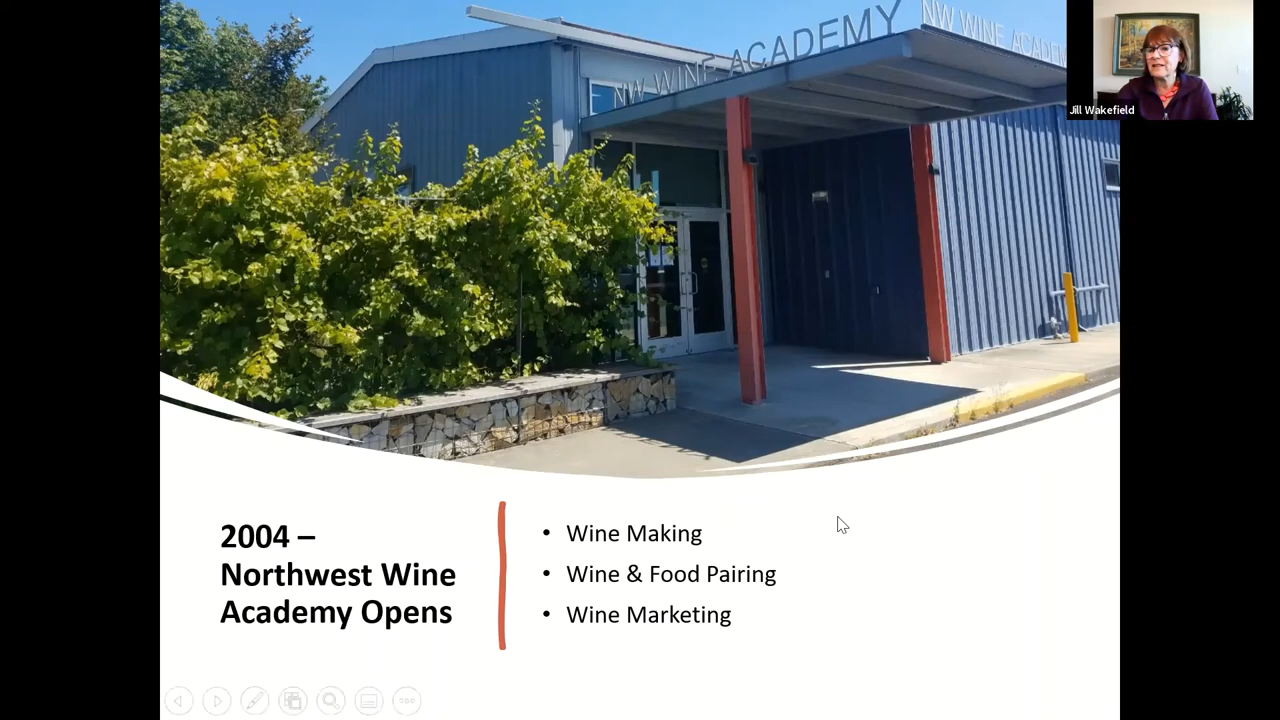 NW WINE ACADEMY
NW WINE ACADEM
Jill Wakefield
2004 –
Northwest Wine
Academy Opens
• Wine Making
• Wine & Food Pairing
• Wine Marketing